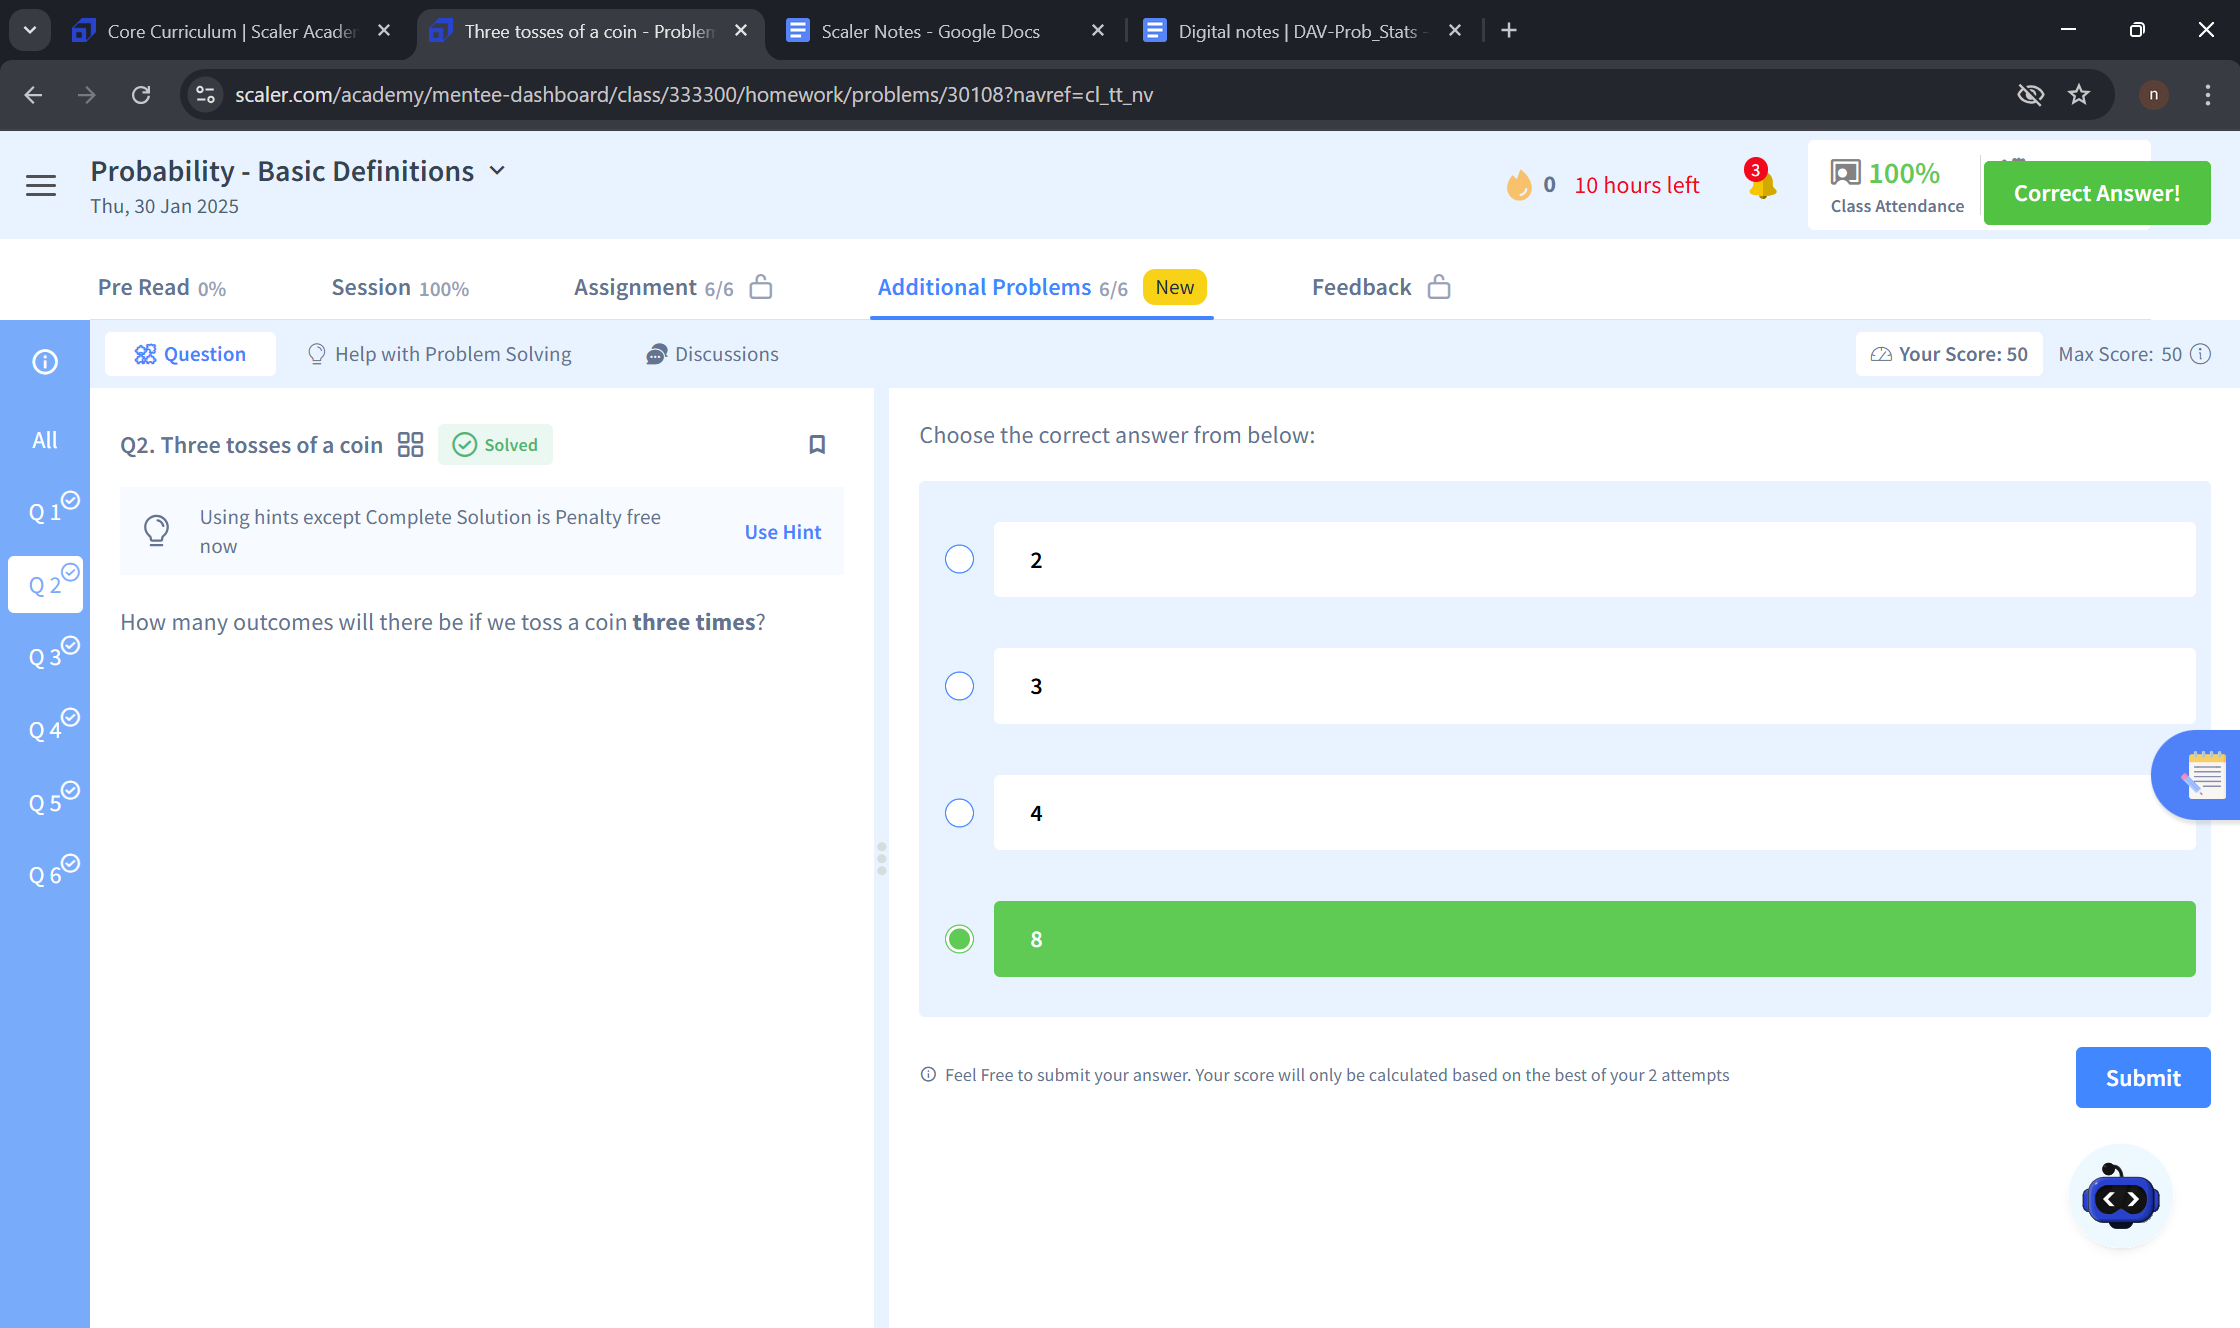 Core Curriculum | Scaler Acader
Three tosses of a coin - Problem
Scaler Notes - Google Docs
Digital notes | DAV-Prob_Stats -
scaler.com/academy/mentee-dashboard/class/333300/homework/problems/30108?navref=cl_tt_nv
n
Probability - Basic Definitions
Thu, 30 Jan 2025
0
10 hours left
3
100%
Class Attendance
Correct Answer!
Pre Read 0%
Session 100%
Assignment 6/6
Additional Problems 6/6
New
Feedback
Question
Help with Problem Solving
Discussions
Your Score: 50
Max Score: 50
All
Q 1
Q 2
Q 3
Q 4
Q 5
Q 6
Q2. Three tosses of a coin
Solved
Using hints except Complete Solution is Penalty free
now
Use Hint
How many outcomes will there be if we toss a coin three times?
Choose the correct answer from below:
2
3
4
8
Feel Free to submit your answer. Your score will only be calculated based on the best of your 2 attempts
Submit